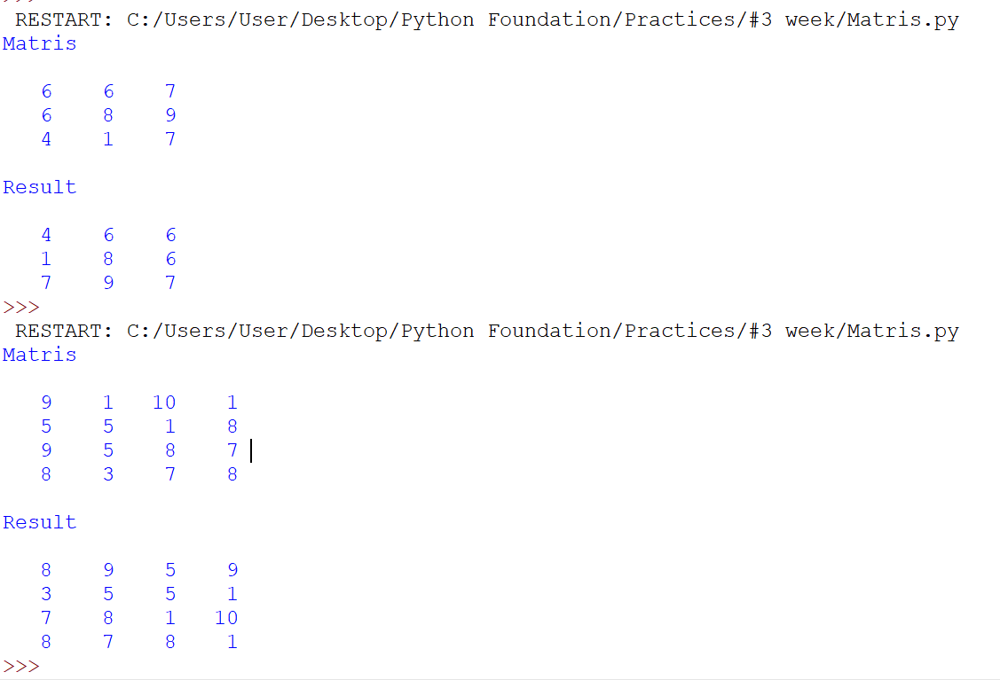 RESTART: C:/Users/User/Desktop/Python Foundation/Practices/#3 week/Matris.py
Matris
6 6 7
6 8 9
4 1 7
Result
4 6 6
1 8 6
7 9 7
>>>
RESTART: C:/Users/User/Desktop/Python Foundation/Practices/#3 week/Matris.py
Matris
9 1 10 1
5 5 1 8
9 5 8 7
8 3 7 8
Result
8 9 5 9
3 5 5 1
7 8 1 10
8 7 8 1
>>>